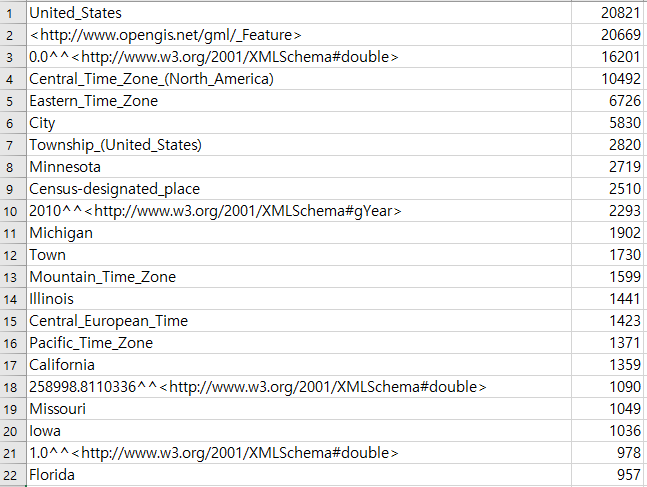 1 United_States 20821
2 <http://www.opengis.net/gml/_Feature> 20669
3 0.0^^<http://www.w3.org/2001/XMLSchema#double> 16201
4 Central_Time_Zone_(North_America) 10492
5 Eastern_Time_Zone 6726
6 City 5830
7 Township_(United_States) 2820
8 Minnesota 2719
9 Census-designated_place 2510
10 2010^^<http://www.w3.org/2001/XMLSchema#gYear> 2293
11 Michigan 1902
12 Town 1730
13 Mountain_Time_Zone 1599
14 Illinois 1441
15 Central_European_Time 1423
16 Pacific_Time_Zone 1371
17 California 1359
18 258998.8110336^^<http://www.w3.org/2001/XMLSchema#double> 1090
19 Missouri 1049
20 Iowa 1036
21 1.0^^<http://www.w3.org/2001/XMLSchema#double> 978
22 Florida 957